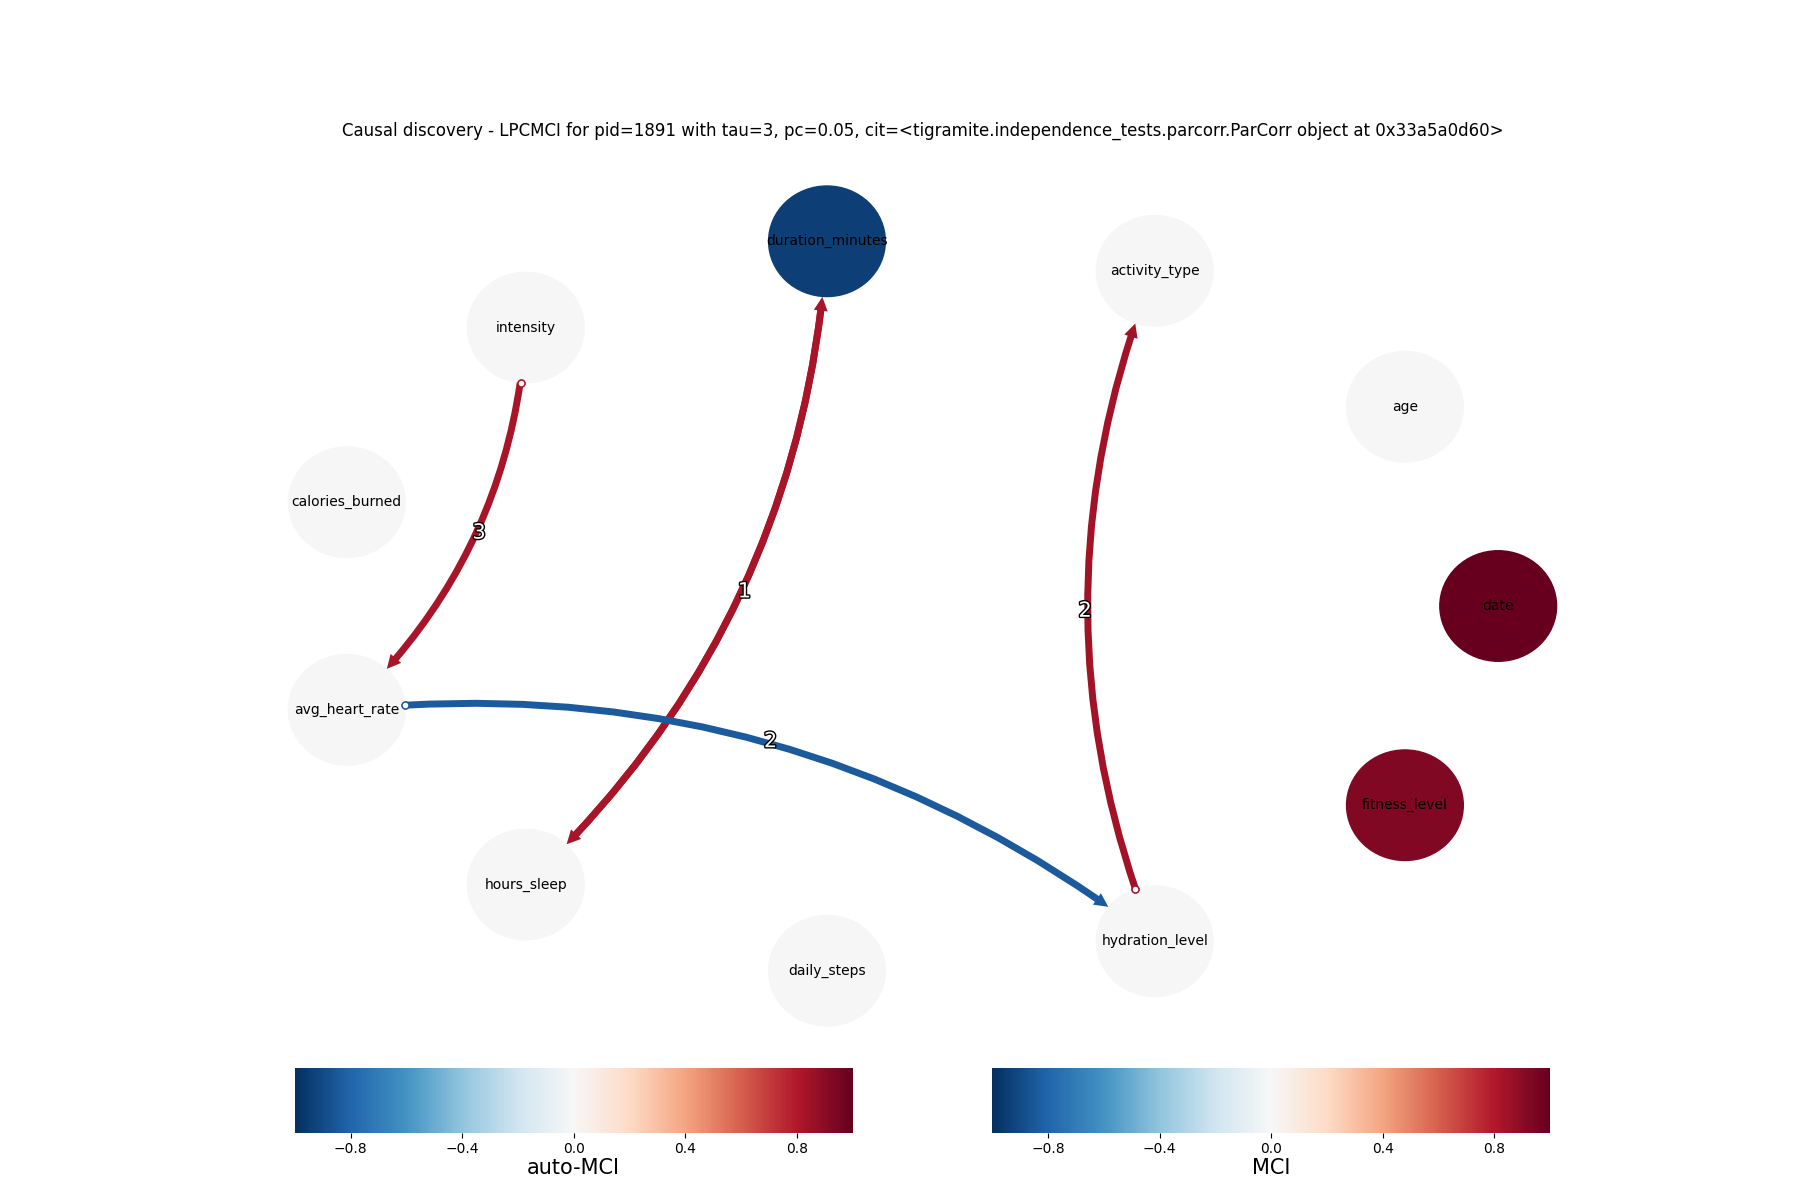 Causal discovery - LPCMCI for pid=1891 with tau=3, pc=0.05, cit=<tigramite.independence_tests.parcorr.ParCorr object at 0x33a5a0d60>
duration_minutes
activity_type
intensity
age
calories_burned
3
1
2
date
avg_heart_rate
2
fitness_level
hours_sleep
hydration_level
daily_steps
−0.8 −0.4 0.0 0.4 0.8
auto-MCI
−0.8 −0.4 0.0 0.4 0.8
MCI